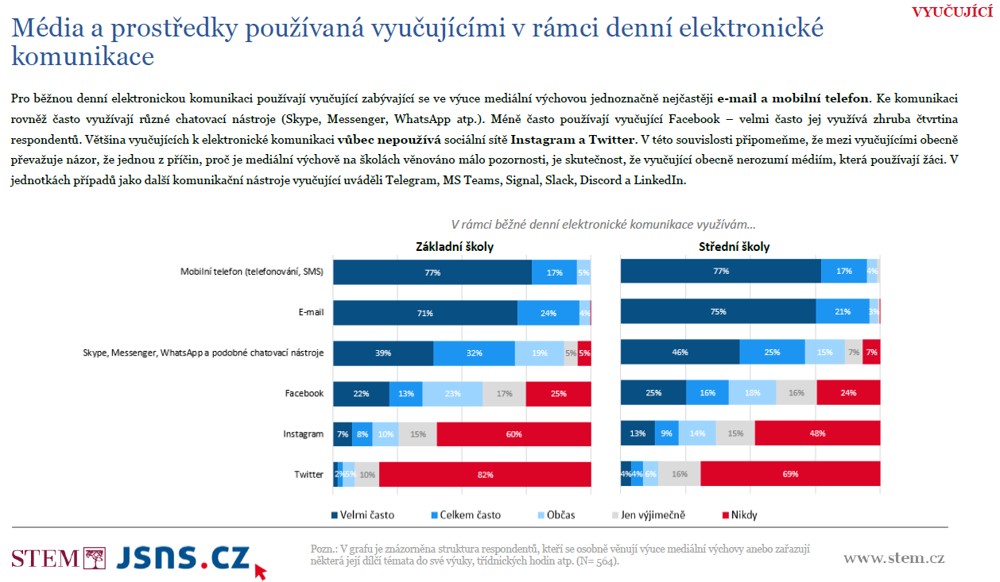 VYUČUJÍCÍ
Média a prostředky používaná vyučujícími v rámci denní elektronické
komunikace
Pro běžnou denní elektronickou komunikaci používají vyučující zabývající se ve výuce mediální výchovou jednoznačně nejčastěji e-mail a mobilní telefon. Ke komunikaci
rovněž často využívají různé chatovací nástroje (Skype, Messenger, WhatsApp atp.). Méně často používají vyučující Facebook – velmi často jej využívá zhruba čtvrtina
respondentů. Většina vyučujících k elektronické komunikaci vůbec nepoužívá sociální sítě Instagram a Twitter. V této souvislosti připomeňme, že mezi vyučujícími obecně
převažuje názor, že jednou z příčin, proč je mediální výchově na školách věnováno málo pozornosti, je skutečnost, že vyučující obecně nerozumí médiím, která používají žáci. V
jednotkách případů jako další komunikační nástroje vyučující uváděli Telegram, MS Teams, Signal, Slack, Discord a LinkedIn.
V rámci běžné denní elektronické komunikace využívám...
Základní školy Střední školy
Mobilní telefon (telefonování, SMS) 77% 17% 5% 77% 17% 4%
E-mail 71% 24% 4% 75% 21% 3%
Skype, Messenger, WhatsApp a podobné chatovací nástroje 39% 32% 19% 5% 5% 46% 25% 15% 7% 7%
Facebook 22% 13% 23% 17% 25% 25% 16% 18% 16% 24%
Instagram 7% 8% 10% 15% 60% 13% 9% 14% 15% 48%
Twitter 2% 5% 10% 82% 4% 4% 6% 16% 69%
Velmi často Celkem často Občas Jen výjimečně Nikdy
STEM JSNS.CZ
Pozn.: V grafu je znázorněna struktura respondentů, kteří se osobně věnují výuce mediální výchovy anebo zařazují
některá její dílčí témata do své výuky, třídnických hodin atp. (N= 564).
www.stem.cz